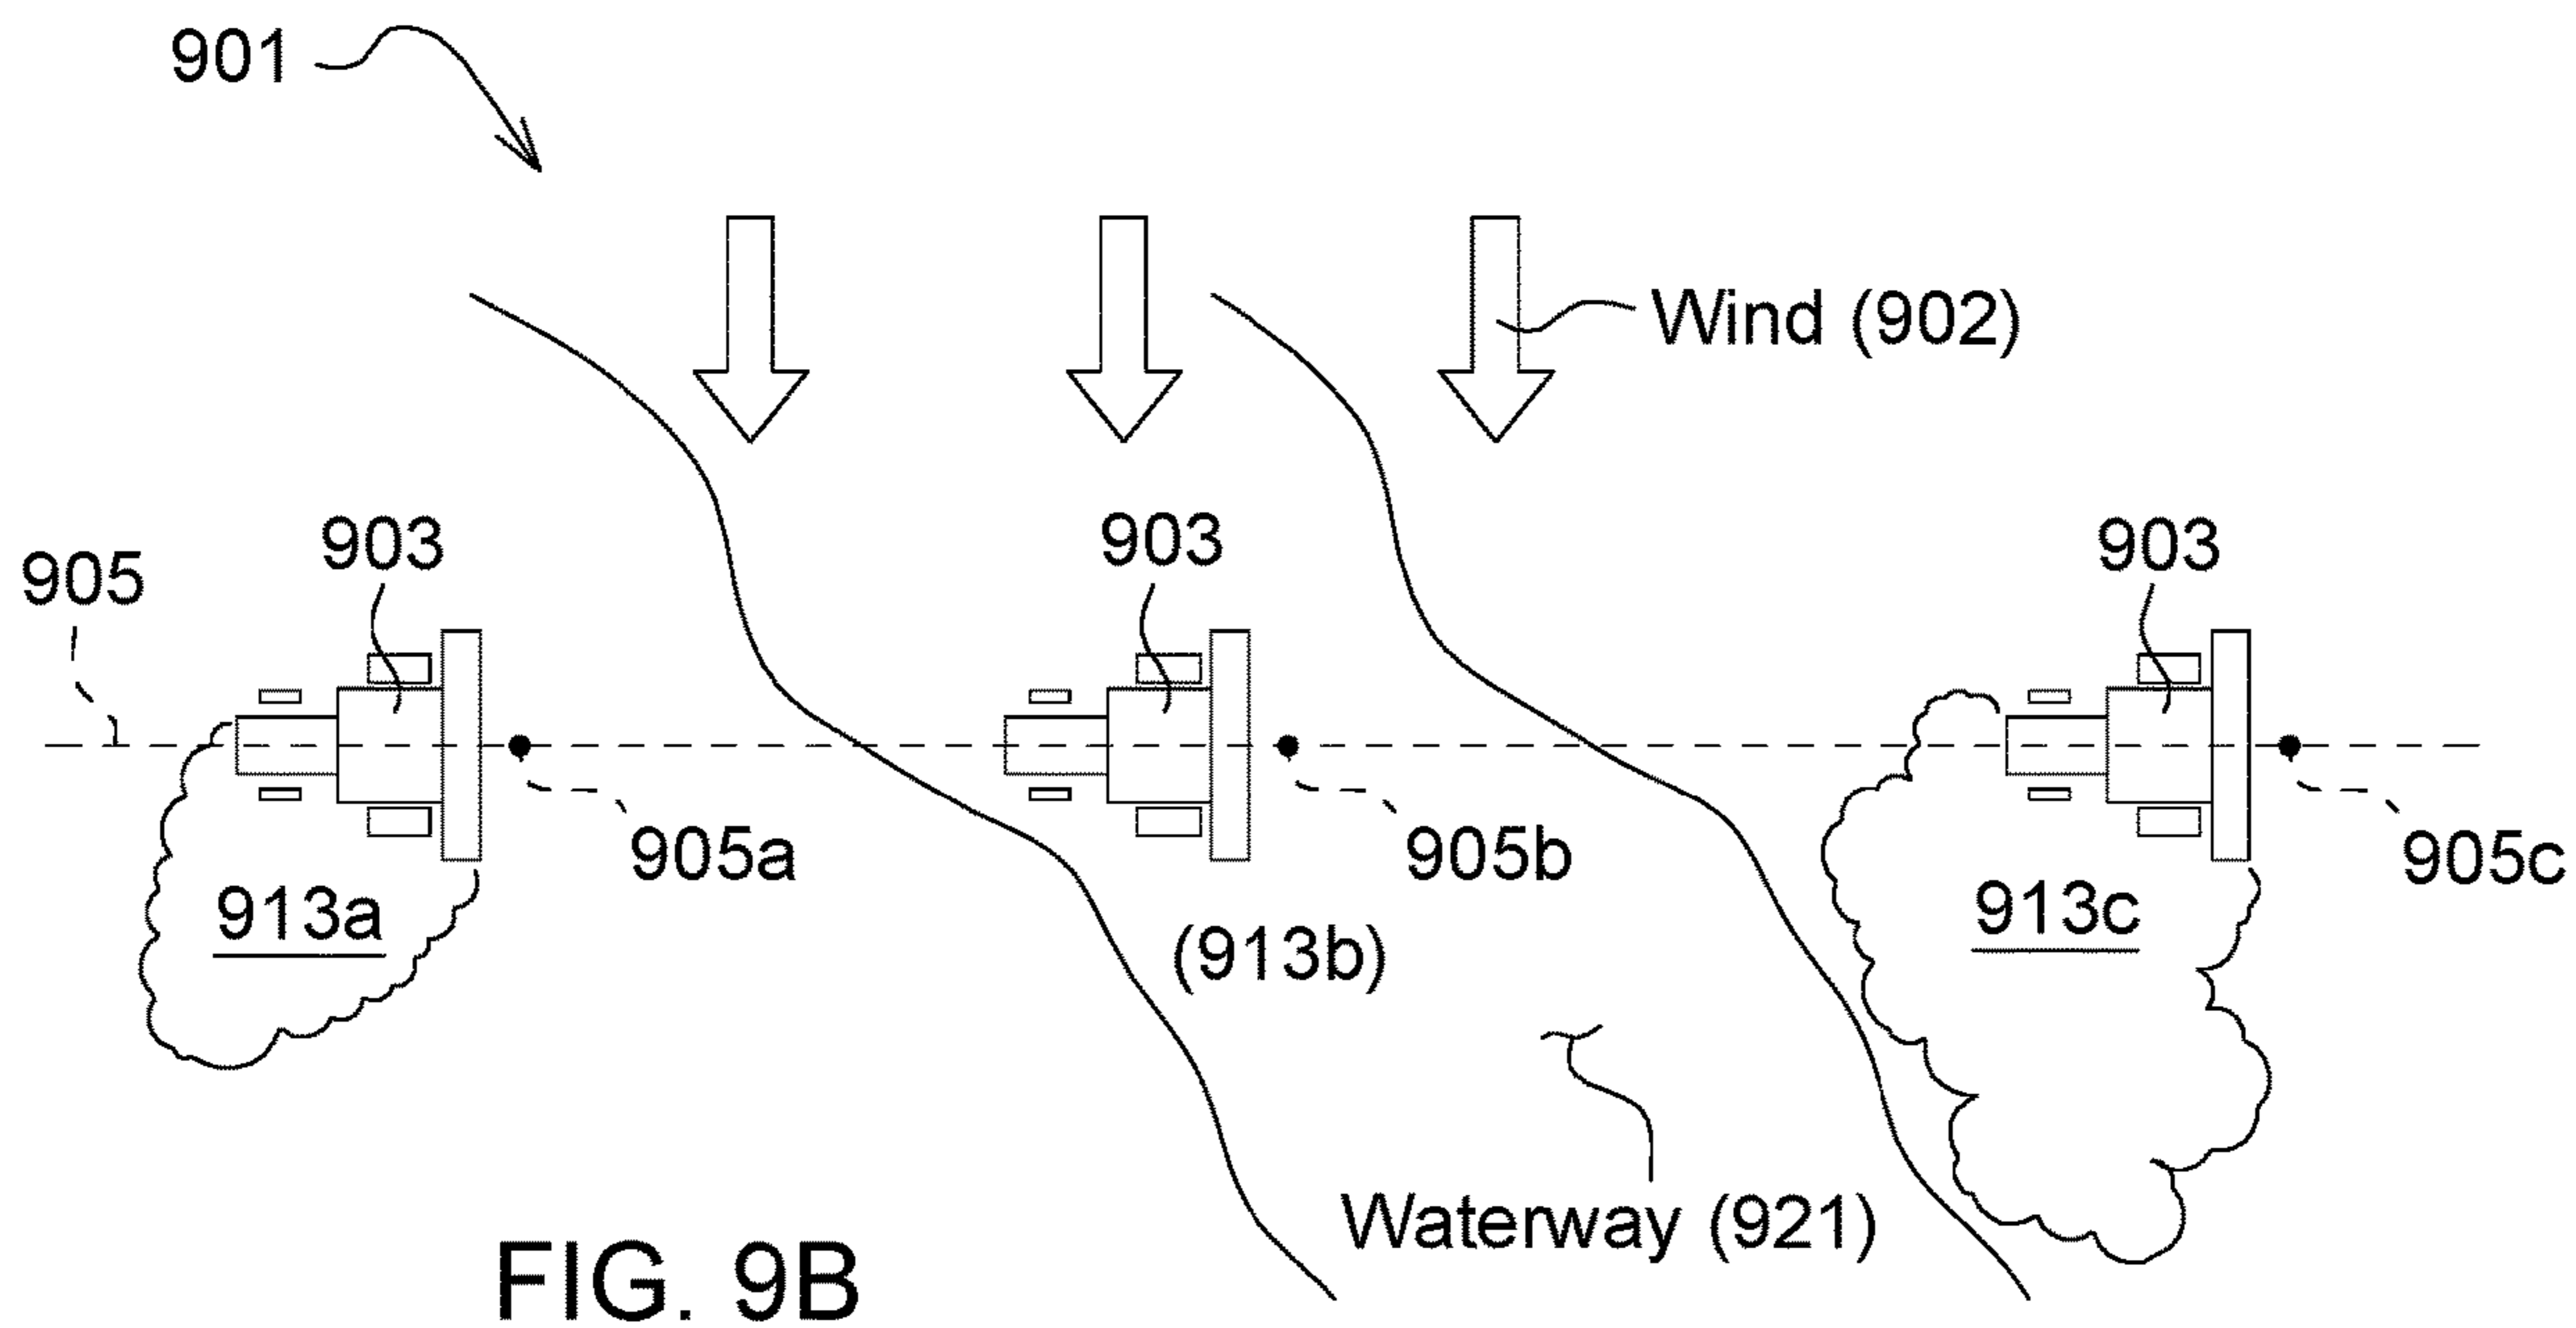 901
Wind (902)
905
903
903
903
905a
905b
905c
913a
(913b)
913c
Waterway (921)
FIG. 9B